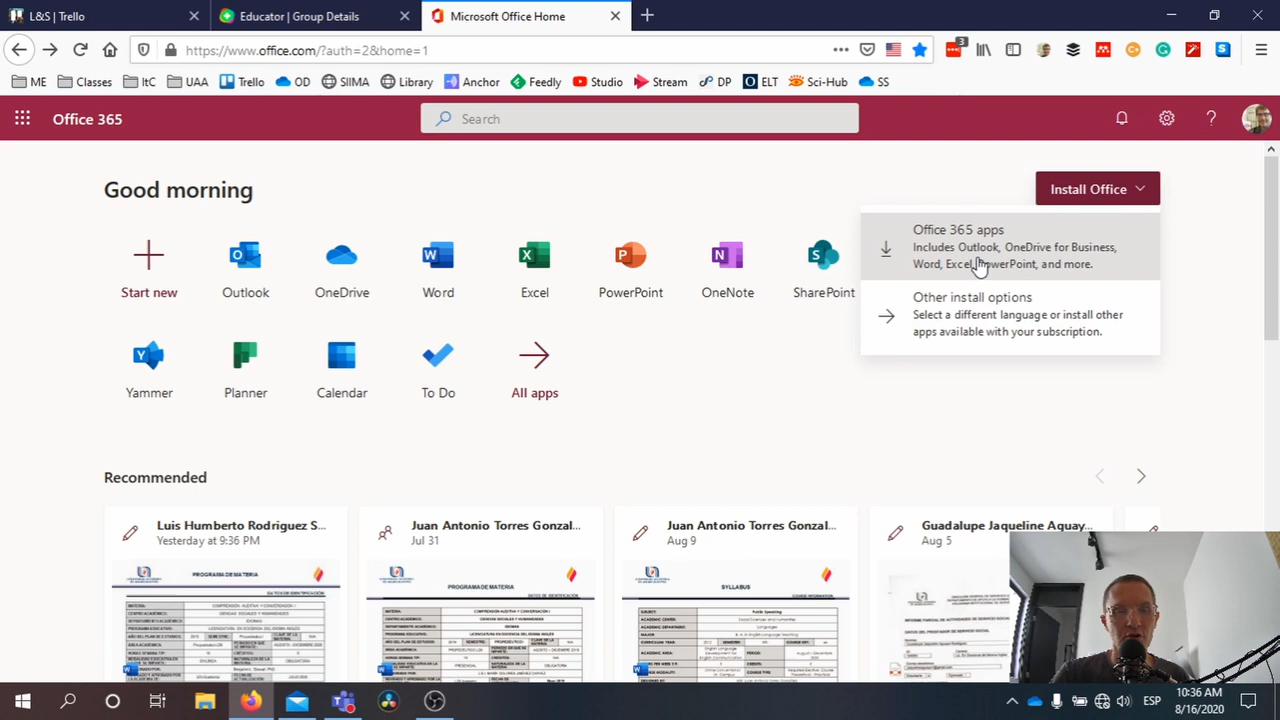 L&S | Trello
Educator | Group Details
Microsoft Office Home
https://www.office.com/?auth=2&home=1
3
ME
Classes
ItC
UAA
Trello
OD
SIIMA
Library
Anchor
Feedly
Studio
Stream
DP
ELT
Sci-Hub
SS
Office 365
Search
Good morning
Install Office
Office 365 apps
Includes Outlook, OneDrive for Business,
Word, Excel, PowerPoint, and more.
Other install options
Select a different language or install other
apps available with your subscription.
Start new
Outlook
OneDrive
Word
Excel
PowerPoint
OneNote
SharePoint
Yammer
Planner
Calendar
To Do
All apps
Recommended
Luis Humberto Rodriguez S...
Yesterday at 9:36 PM
Juan Antonio Torres Gonzal...
Jul 31
Juan Antonio Torres Gonzal...
Aug 9
Guadalupe Jaqueline Aguay...
Aug 5
PROGRAMA DE MATERIA
PROGRAMA DE MATERIA
SYLLABUS
COURSE INFORMATION
Public Speaking
ESP
10:36 AM
8/16/2020